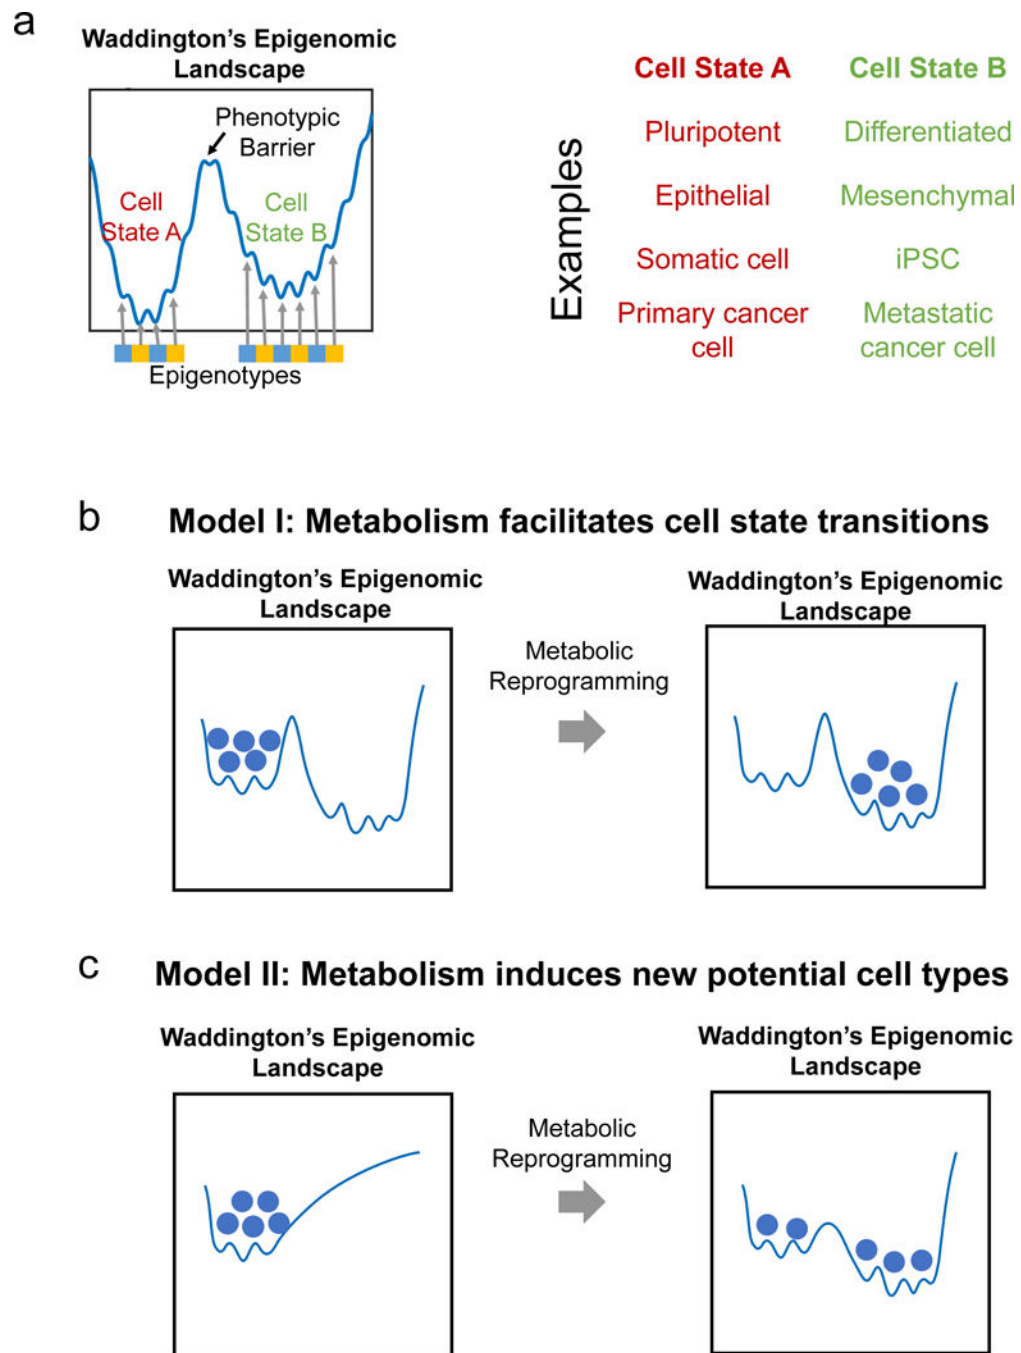 a
Waddington's Epigenomic
Landscape
Phenotypic
Barrier
Cell
State A
Cell
State B
Epigenotypes
Examples
Cell State A
Cell State B
Pluripotent
Differentiated
Epithelial
Mesenchymal
Somatic cell
iPSC
Primary cancer
cell
Metastatic
cancer cell
b
Model I: Metabolism facilitates cell state transitions
Waddington's Epigenomic
Landscape
Metabolic
Reprogramming
Waddington's Epigenomic
Landscape
c
Model II: Metabolism induces new potential cell types
Waddington's Epigenomic
Landscape
Metabolic
Reprogramming
Waddington's Epigenomic
Landscape